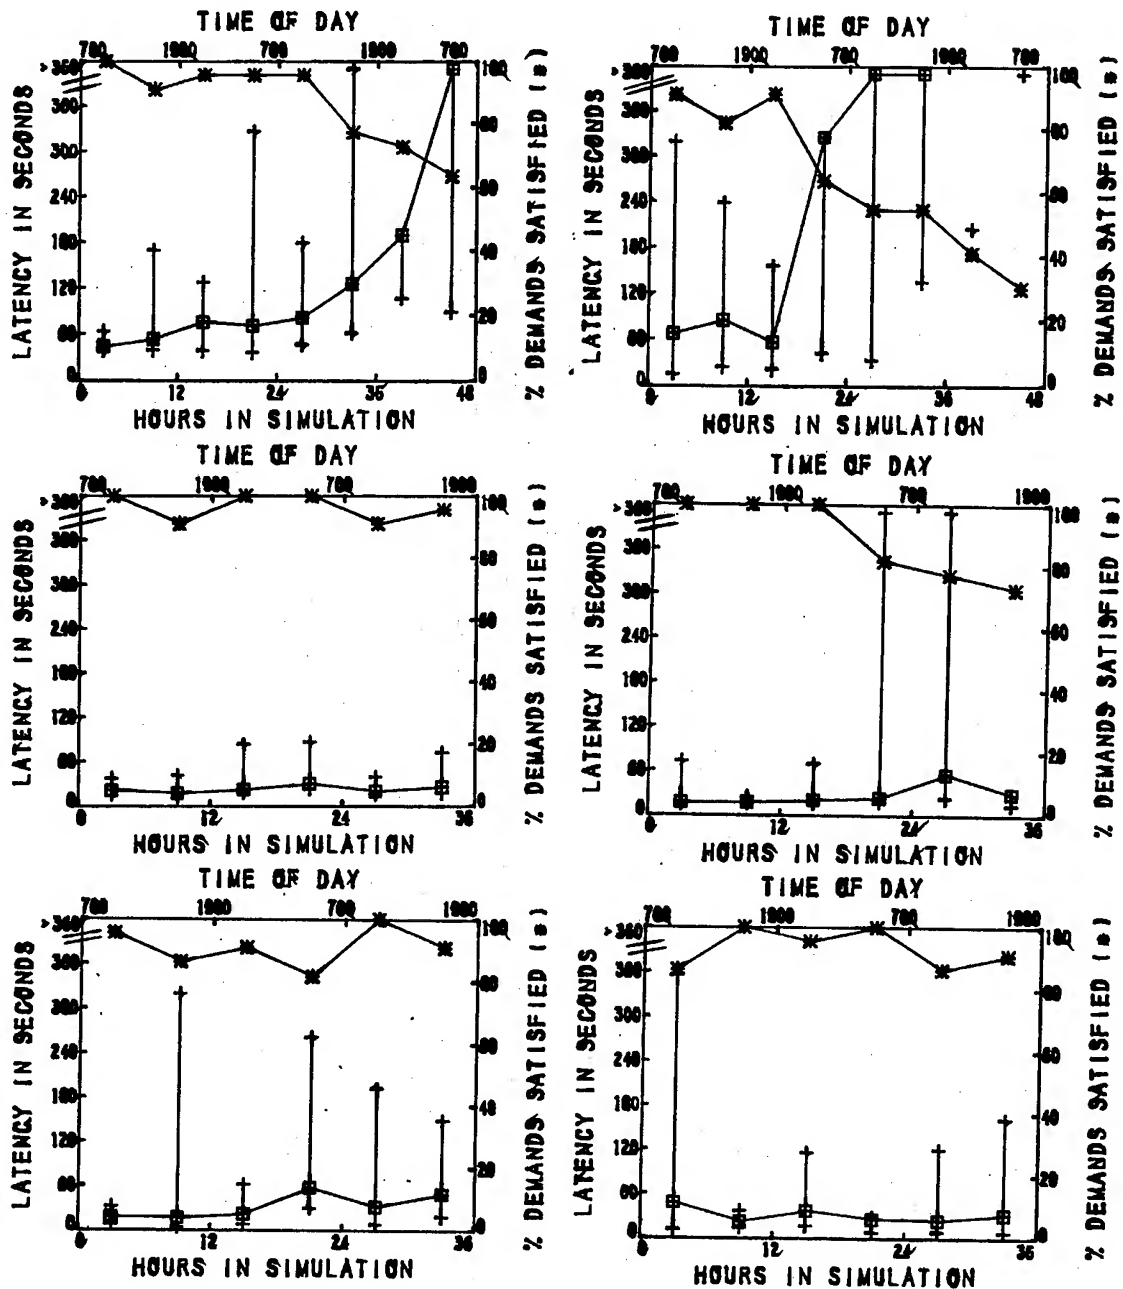 TIME OF DAY
700 1900 700 1900 700
>360
360
300
240
180
120
60
0
LATENCY IN SECONDS
100
80
60
40
20
0
% DEMANDS SATISFIED (*)
0 12 24 36 48
HOURS IN SIMULATION
TIME OF DAY
700 1900 700 1900 700
>360
360
300
240
180
120
60
0
LATENCY IN SECONDS
100
80
60
40
20
0
% DEMANDS SATISFIED (*)
0 12 24 36 48
HOURS IN SIMULATION
TIME OF DAY
700 1900 700 1900
>360
360
300
240
180
120
60
0
LATENCY IN SECONDS
100
80
60
40
20
0
% DEMANDS SATISFIED (*)
0 12 24 36
HOURS IN SIMULATION
TIME OF DAY
700 1900 700 1900
>360
360
300
240
180
120
60
0
LATENCY IN SECONDS
100
80
60
40
20
0
% DEMANDS SATISFIED (*)
0 12 24 36
HOURS IN SIMULATION
TIME OF DAY
700 1900 700 1900
>360
360
300
240
180
120
60
0
LATENCY IN SECONDS
100
80
60
40
20
0
% DEMANDS SATISFIED (*)
0 12 24 36
HOURS IN SIMULATION
TIME OF DAY
700 1900 700 1900
>360
360
300
240
180
120
60
0
LATENCY IN SECONDS
100
80
60
40
20
0
% DEMANDS SATISFIED (*)
0 12 24 36
HOURS IN SIMULATION